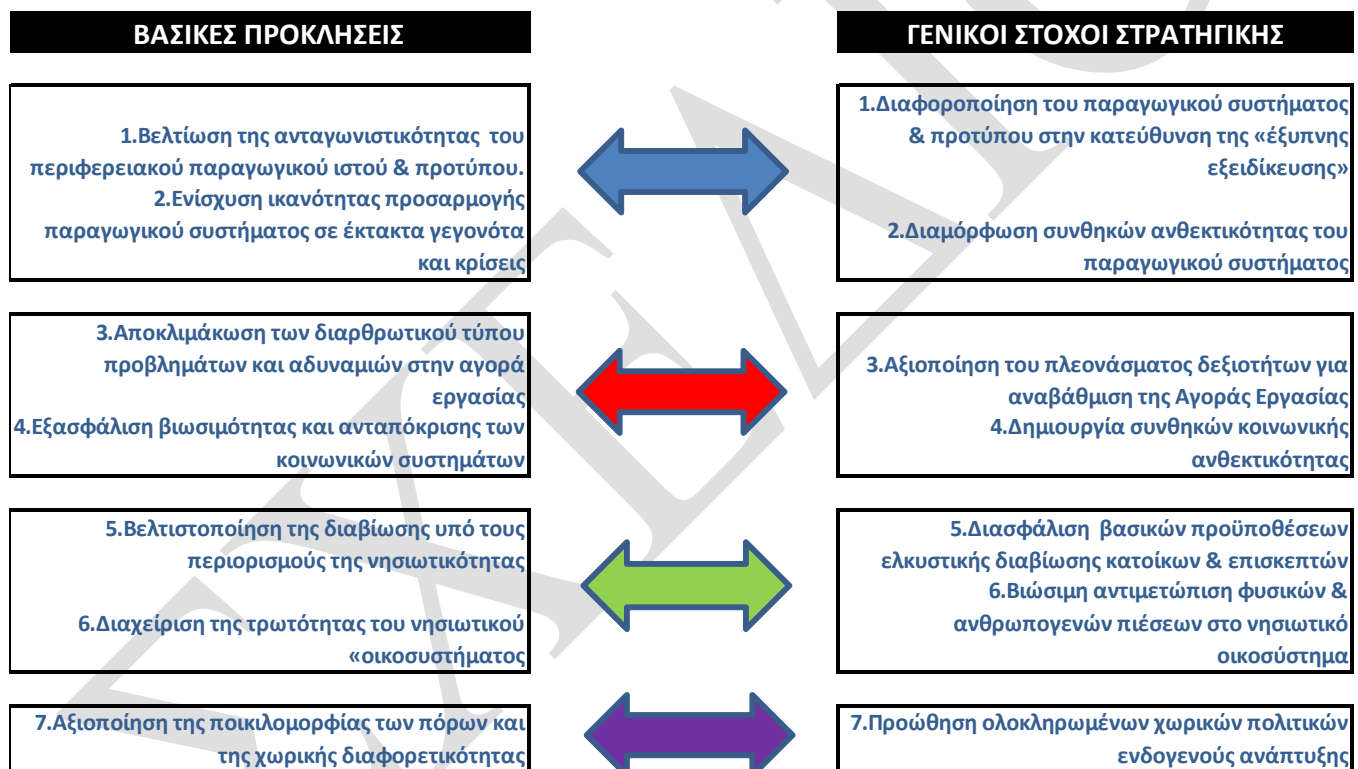 ΒΑΣΙΚΕΣ ΠΡΟΚΛΗΣΕΙΣ
ΓΕΝΙΚΟΙ ΣΤΟΧΟΙ ΣΤΡΑΤΗΓΙΚΗΣ
1.Βελτίωση της ανταγωνιστικότητας του
περιφερειακού παραγωγικού ιστού & προτύπου.
2.Ενίσχυση ικανότητας προσαρμογής
παραγωγικού συστήματος σε έκτακτα γεγονότα
και κρίσεις
1.Διαφοροποίηση του παραγωγικού συστήματος
& προτύπου στην κατεύθυνση της «έξυπνης
εξειδίκευσης»
2.Διαμόρφωση συνθηκών ανθεκτικότητας του
παραγωγικού συστήματος
3.Αποκλιμάκωση των διαρθρωτικού τύπου
προβλημάτων και αδυναμιών στην αγορά
εργασίας
4.Εξασφάλιση βιωσιμότητας και ανταπόκρισης των
κοινωνικών συστημάτων
3.Αξιοποίηση του πλεονάσματος δεξιοτήτων για
αναβάθμιση της Αγοράς Εργασίας
4.Δημιουργία συνθηκών κοινωνικής
ανθεκτικότητας
5.Βελτιστοποίηση της διαβίωσης υπό τους
περιορισμούς της νησιωτικότητας
6.Διαχείριση της τρωτότητας του νησιωτικού
«οικοσυστήματος
5.Διασφάλιση βασικών προϋποθέσεων
ελκυστικής διαβίωσης κατοίκων & επισκεπτών
6.Βιώσιμη αντιμετώπιση φυσικών &
ανθρωπογενών πιέσεων στο νησιωτικό
οικοσύστημα
7.Αξιοποίηση της ποικιλομορφίας των πόρων και
της χωρικής διαφορετικότητας
7.Προώθηση ολοκληρωμένων χωρικών πολιτικών
ενδογενούς ανάπτυξης